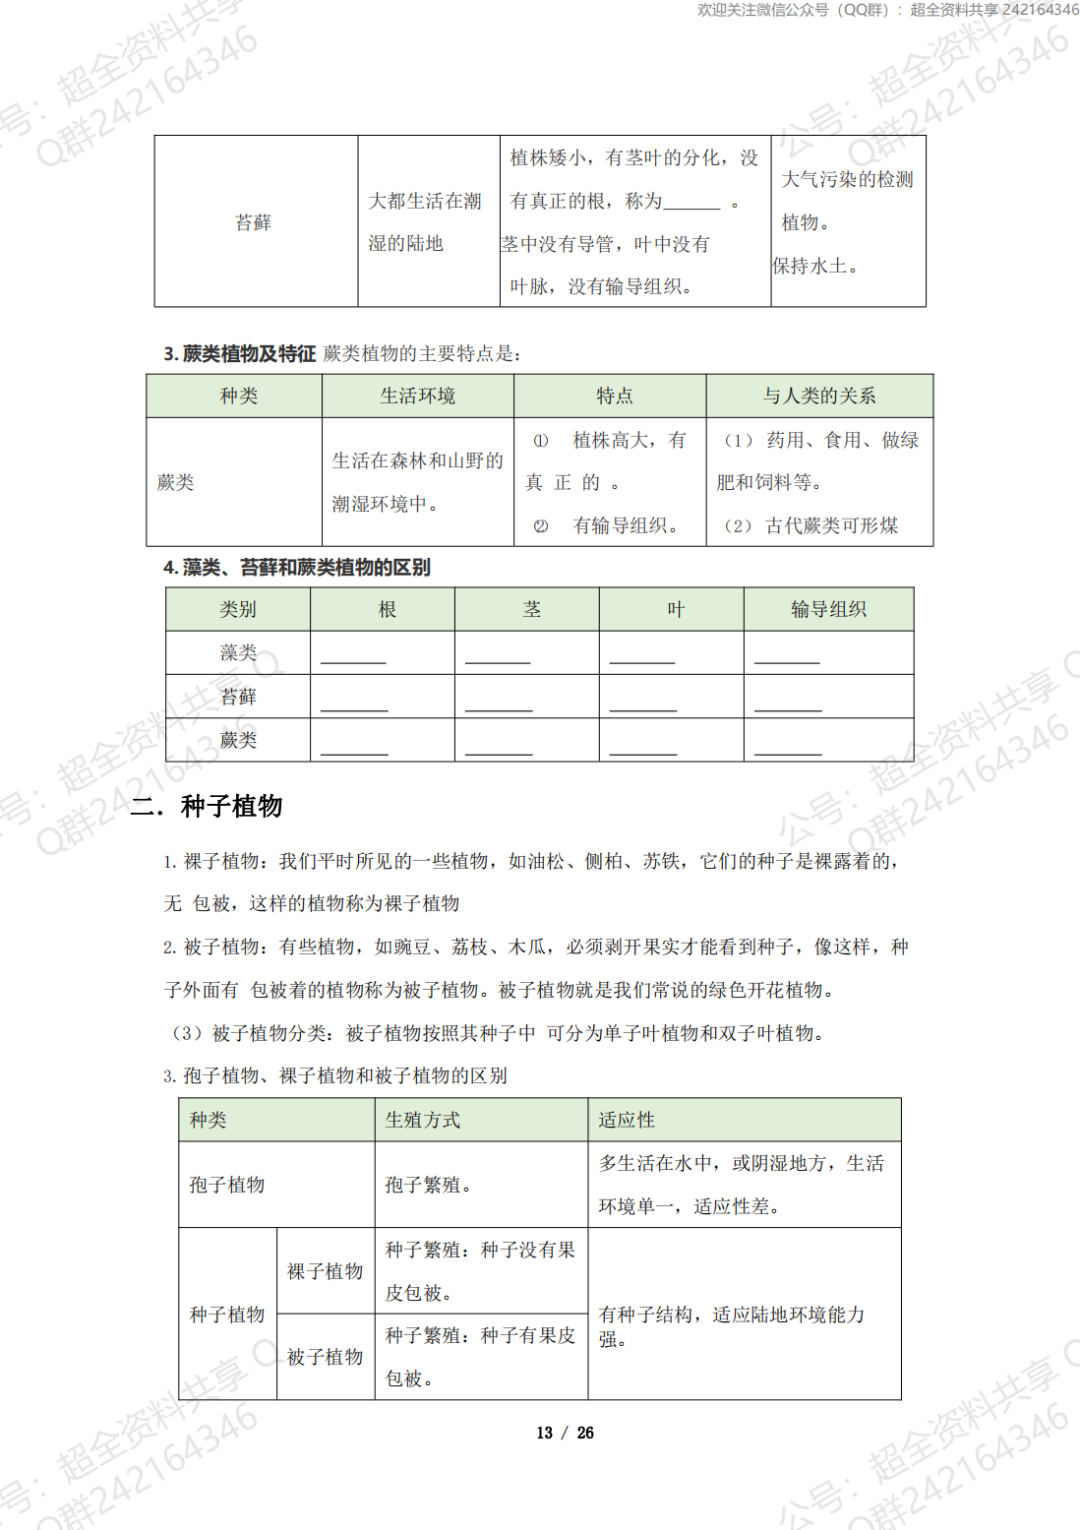 欢迎关注微信公众号（QQ群）：超全资料共享 242164346
苔藓
大都生活在潮
湿的陆地
植株矮小，有茎叶的分化，没
有真正的根，称为______ 。
茎中没有导管，叶中没有
叶脉，没有输导组织。
大气污染的检测
植物。
保持水土。
3. 蕨类植物及特征 蕨类植物的主要特点是：
种类 生活环境 特点 与人类的关系
蕨类
生活在森林和山野的
潮湿环境中。
① 植株高大，有
真 正 的 。
② 有输导组织。
（1） 药用、食用、做绿
肥和饲料等。
（2） 古代蕨类可形煤
4. 藻类、苔藓和蕨类植物的区别
类别 根 茎 叶 输导组织
藻类 ______ ______ ______ ______
苔藓 ______ ______ ______ ______
蕨类 ______ ______ ______ ______
二．种子植物
1. 裸子植物：我们平时所见的一些植物，如油松、侧柏、苏铁，它们的种子是裸露着的，
无 包被，这样的植物称为裸子植物
2. 被子植物：有些植物，如豌豆、荔枝、木瓜，必须剥开果实才能看到种子，像这样，种
子外面有 包被着的植物称为被子植物。被子植物就是我们常说的绿色开花植物。
（3）被子植物分类：被子植物按照其种子中 可分为单子叶植物和双子叶植物。
3. 孢子植物、裸子植物和被子植物的区别
种类 生殖方式 适应性
孢子植物 孢子繁殖。
多生活在水中，或阴湿地方，生活
环境单一，适应性差。
种子植物
裸子植物
种子繁殖：种子没有果
皮包被。
被子植物
种子繁殖：种子有果皮
包被。
有种子结构，适应陆地环境能力
强。
13 / 26
公号：超全资料共享 Q
Q群242164346